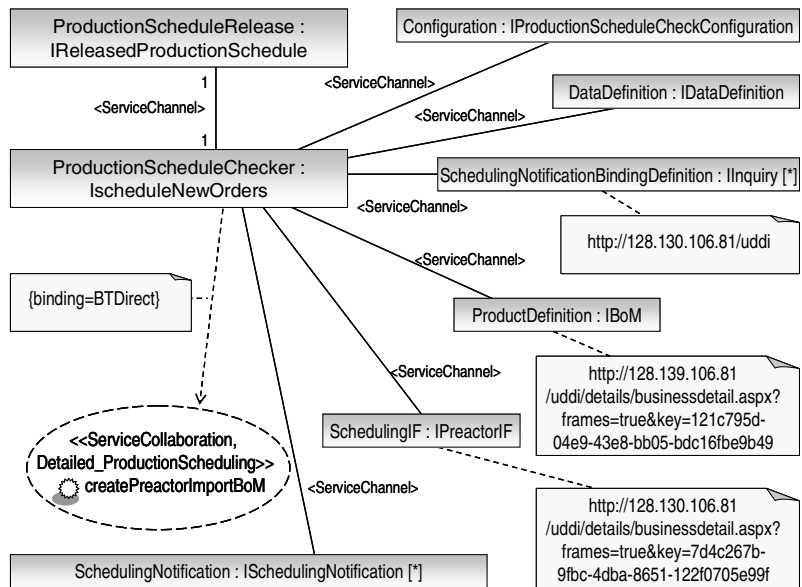 ProductionScheduleRelease :
IReleasedProductionSchedule
Configuration : IProductionScheduleCheckConfiguration
1
<ServiceChannel>
<ServiceChannel>
DataDefinition : IDataDefinition
<ServiceChannel>
1
ProductionScheduleChecker :
IscheduleNewOrders
SchedulingNotificationBindingDefinition : IInquiry [*]
<ServiceChannel>
http://128.130.106.81/uddi
<ServiceChannel>
{binding=BTDirect}
ProductDefinition : IBoM
<ServiceChannel>
http://128.139.106.81
/uddi/details/businessdetail.aspx?
frames=true&key=121c795d-
04e9-43e8-bb05-bdc16fbe9b49
<<ServiceCollaboration,
Detailed_ProductionScheduling>>
createPreactorImportBoM
SchedulingIF : IPreactorIF
<ServiceChannel>
http://128.130.106.81
/uddi/details/businessdetail.aspx?
frames=true&key=7d4c267b-
9fbc-4dba-8651-122f0705e99f
SchedulingNotification : ISchedulingNotification [*]